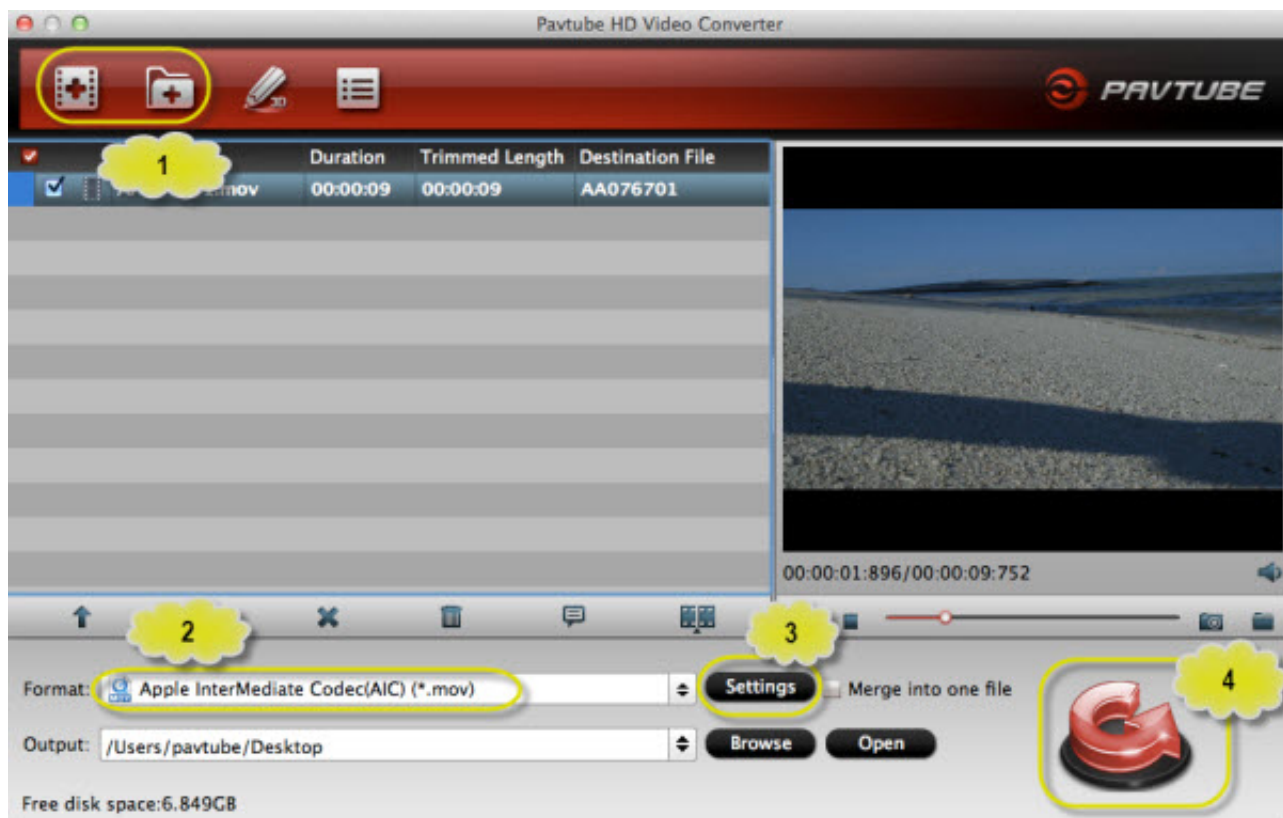 Pavtube HD Video Converter
3D
PAVTUBE
1
Duration Trimmed Length Destination File
.mov 00:00:09 00:00:09 AA076701
00:00:01:896/00:00:09:752
2
3
4
Format: Apple InterMediate Codec(AIC) (*.mov) Settings Merge into one file
Output: /Users/pavtube/Desktop Browse Open
Free disk space:6.849GB